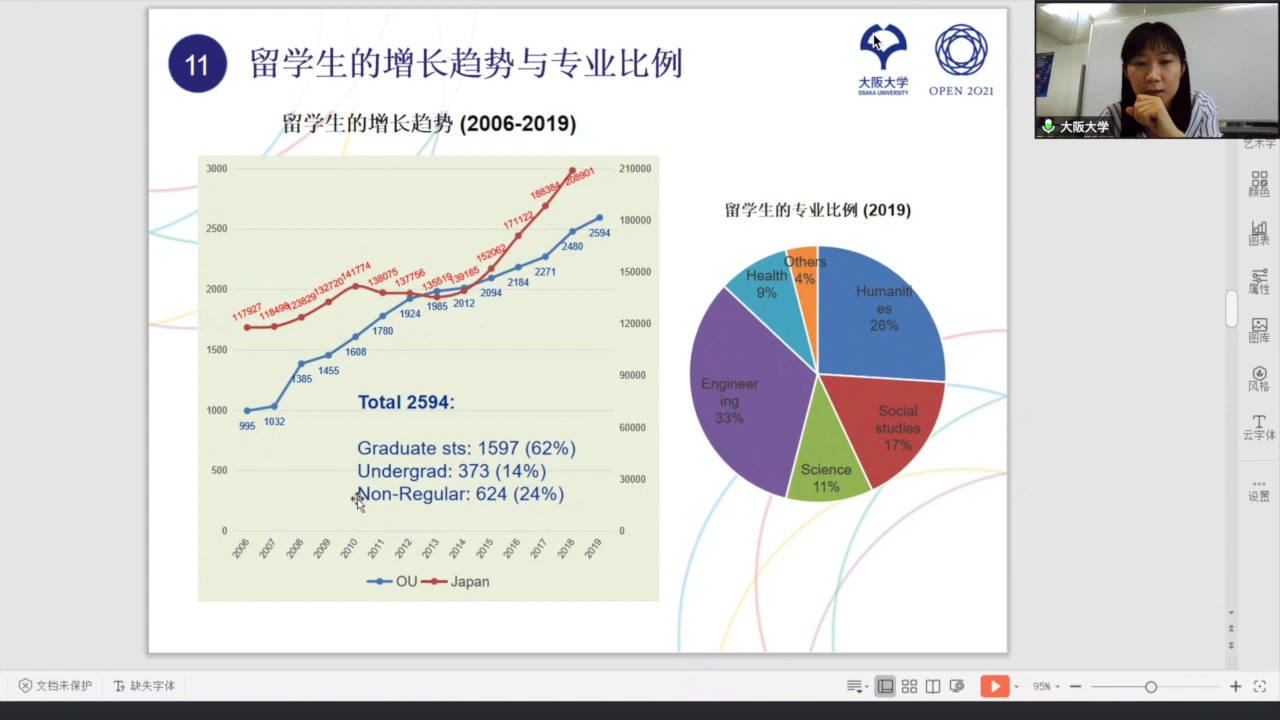 11
留学生的增长趋势与专业比例
大阪大学
OSAKA UNIVERSITY
OPEN 2021
大阪大学
留学生的增长趋势 (2006-2019)
3000
2500
2000
1500
1000
500
0
210000
180000
150000
120000
90000
60000
30000
0
117927
118498
123829
132720
141774
138075
137756
135519
139185
152062
171122
188384
208901
995
1032
1385
1455
1608
1780
1924
1985
2012
2094
2184
2271
2480
2594
Total 2594:
Graduate sts: 1597 (62%)
Undergrad: 373 (14%)
Non-Regular: 624 (24%)
2006
2007
2008
2009
2010
2011
2012
2013
2014
2015
2016
2017
2018
2019
OU
Japan
留学生的专业比例 (2019)
Others
4%
Health
9%
Humaniti
es
26%
Engineer
ing
33%
Social
studies
17%
Science
11%
艺术字
颜色
图表
属性
图库
风格
云字体
设置
文档未保护
缺失字体
95%